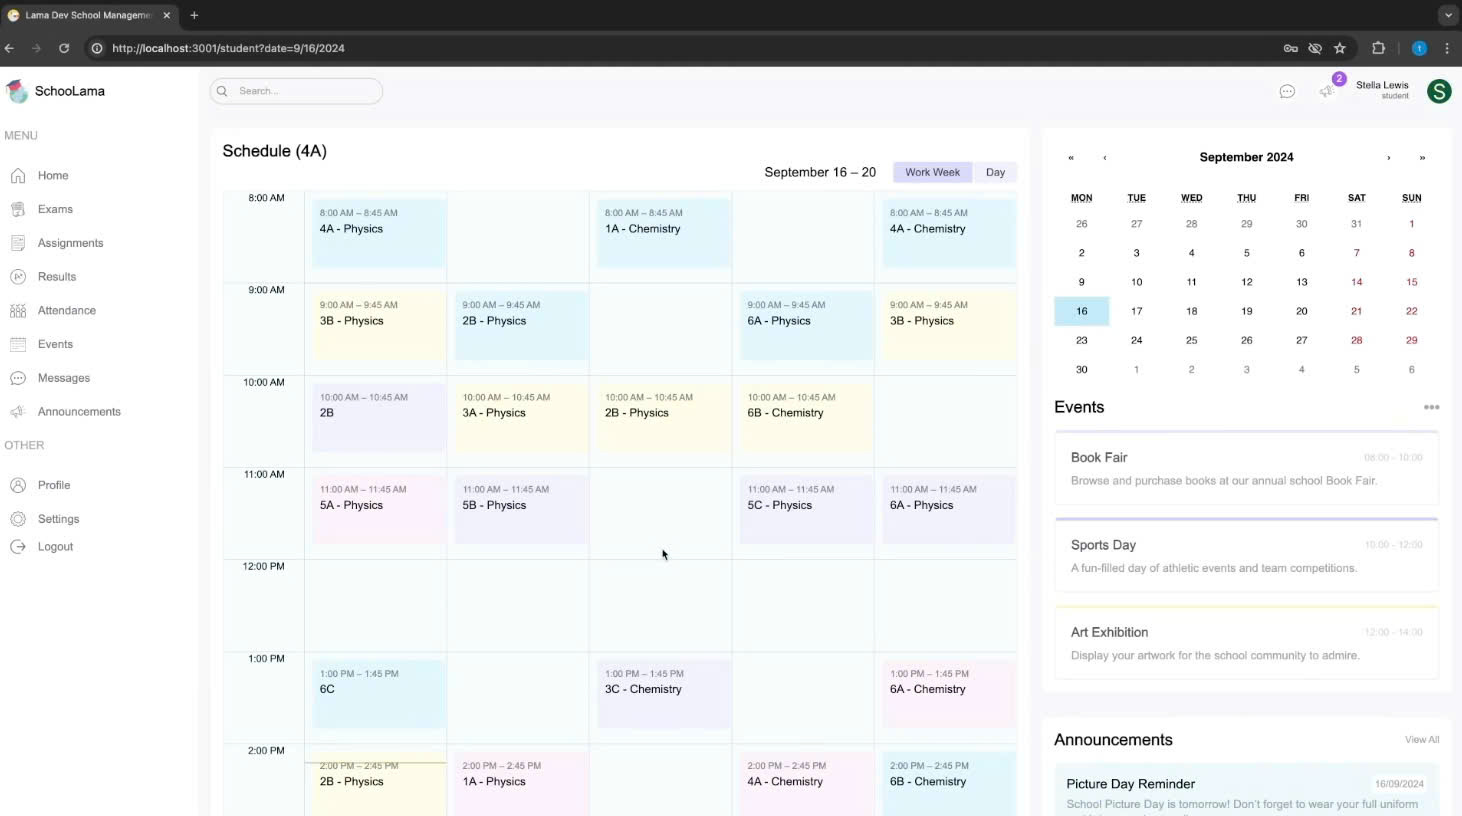 Lama Dev School Manageme
http://localhost:3001/student?date=9/16/2024
t
SchooLama
Search...
2
Stella Lewis
student
S
MENU
Home
Exams
Assignments
Results
Attendance
Events
Messages
Announcements
OTHER
Profile
Settings
Logout
Schedule (4A)
September 16 – 20
Work Week
Day
8:00 AM
8:00 AM – 8:45 AM
4A - Physics
8:00 AM – 8:45 AM
1A - Chemistry
8:00 AM – 8:45 AM
4A - Chemistry
9:00 AM
9:00 AM – 9:45 AM
3B - Physics
9:00 AM – 9:45 AM
2B - Physics
9:00 AM – 9:45 AM
6A - Physics
9:00 AM – 9:45 AM
3B - Physics
10:00 AM
10:00 AM – 10:45 AM
2B
10:00 AM – 10:45 AM
3A - Physics
10:00 AM – 10:45 AM
2B - Physics
10:00 AM – 10:45 AM
6B - Chemistry
11:00 AM
11:00 AM – 11:45 AM
5A - Physics
11:00 AM – 11:45 AM
5B - Physics
11:00 AM – 11:45 AM
5C - Physics
11:00 AM – 11:45 AM
6A - Physics
12:00 PM
1:00 PM
1:00 PM – 1:45 PM
6C
1:00 PM – 1:45 PM
3C - Chemistry
1:00 PM – 1:45 PM
6A - Chemistry
2:00 PM
2:00 PM – 2:45 PM
2B - Physics
2:00 PM – 2:45 PM
1A - Physics
2:00 PM – 2:45 PM
4A - Chemistry
2:00 PM – 2:45 PM
6B - Chemistry
« ‹ September 2024 › »
MON TUE WED THU FRI SAT SUN
26 27 28 29 30 31 1
2 3 4 5 6 7 8
9 10 11 12 13 14 15
16 17 18 19 20 21 22
23 24 25 26 27 28 29
30 1 2 3 4 5 6
Events
Book Fair 08:00 - 10:00
Browse and purchase books at our annual school Book Fair.
Sports Day 10:00 - 12:00
A fun-filled day of athletic events and team competitions.
Art Exhibition 12:00 - 14:00
Display your artwork for the school community to admire.
Announcements View All
Picture Day Reminder 16/09/2024
School Picture Day is tomorrow! Don't forget to wear your full uniform